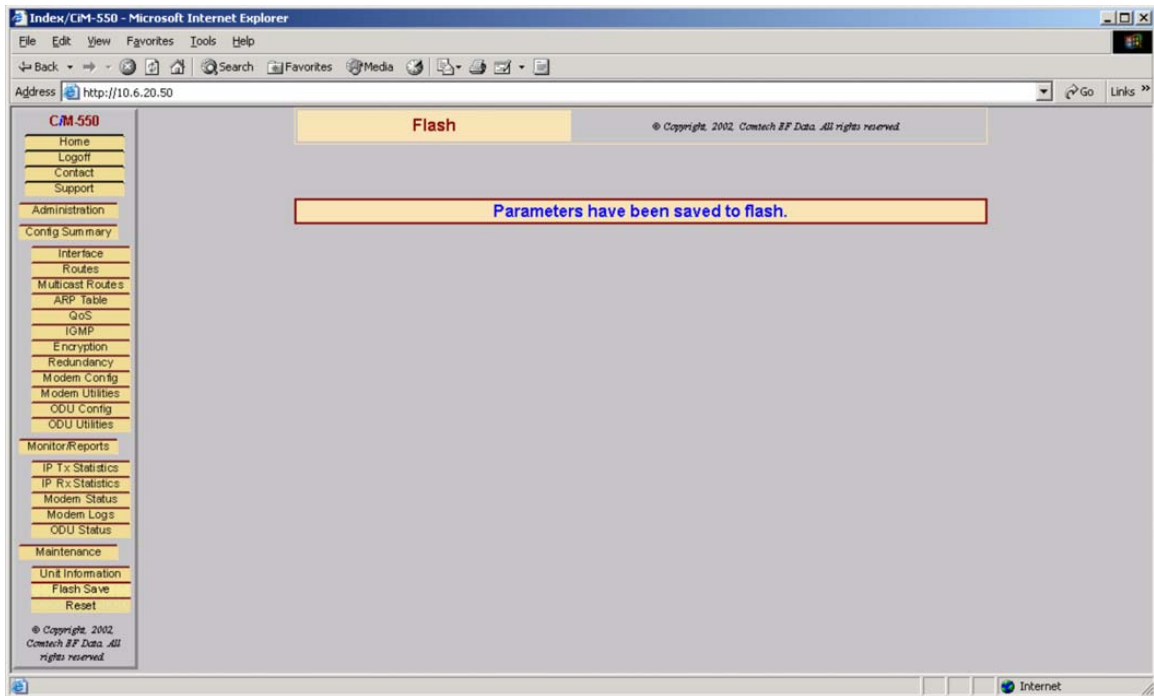 Index/CiM-550 - Microsoft Internet Explorer
File Edit View Favorites Tools Help
Back Search Favorites Media
Address http://10.6.20.50 Go Links »
CiM-550
Home
Logoff
Contact
Support
Administration
Config Summary
Interface
Routes
Multicast Routes
ARP Table
QoS
IGMP
Encryption
Redundancy
Modem Config
Modem Utilities
ODU Config
ODU Utilities
Monitor/Reports
IP Tx Statistics
IP Rx Statistics
Modem Status
Modem Logs
ODU Status
Maintenance
Unit Information
Flash Save
Reset
© Copyright, 2002,
Comtech EF Data. All
rights reserved.
Flash
© Copyright, 2002, Comtech EF Data. All rights reserved.
Parameters have been saved to flash.
Internet